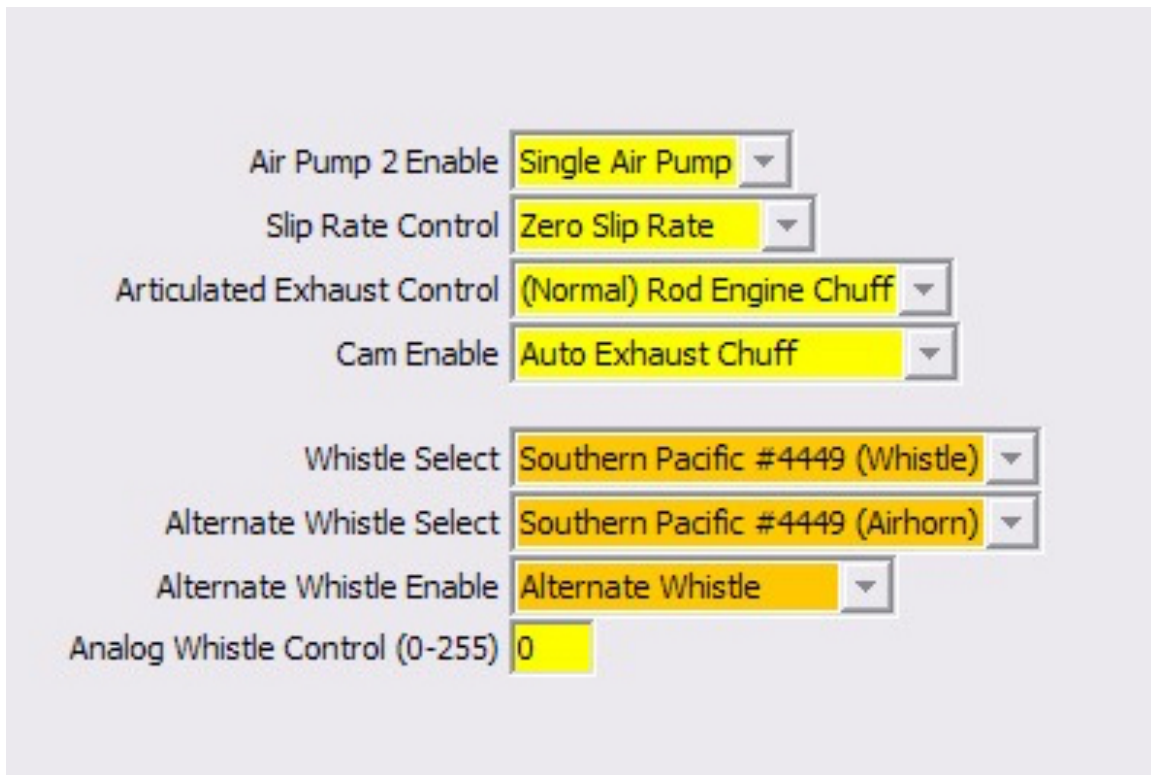 Air Pump 2 Enable Single Air Pump
Slip Rate Control Zero Slip Rate
Articulated Exhaust Control (Normal) Rod Engine Chuff
Cam Enable Auto Exhaust Chuff
Whistle Select Southern Pacific #4449 (Whistle)
Alternate Whistle Select Southern Pacific #4449 (Airhorn)
Alternate Whistle Enable Alternate Whistle
Analog Whistle Control (0-255) 0